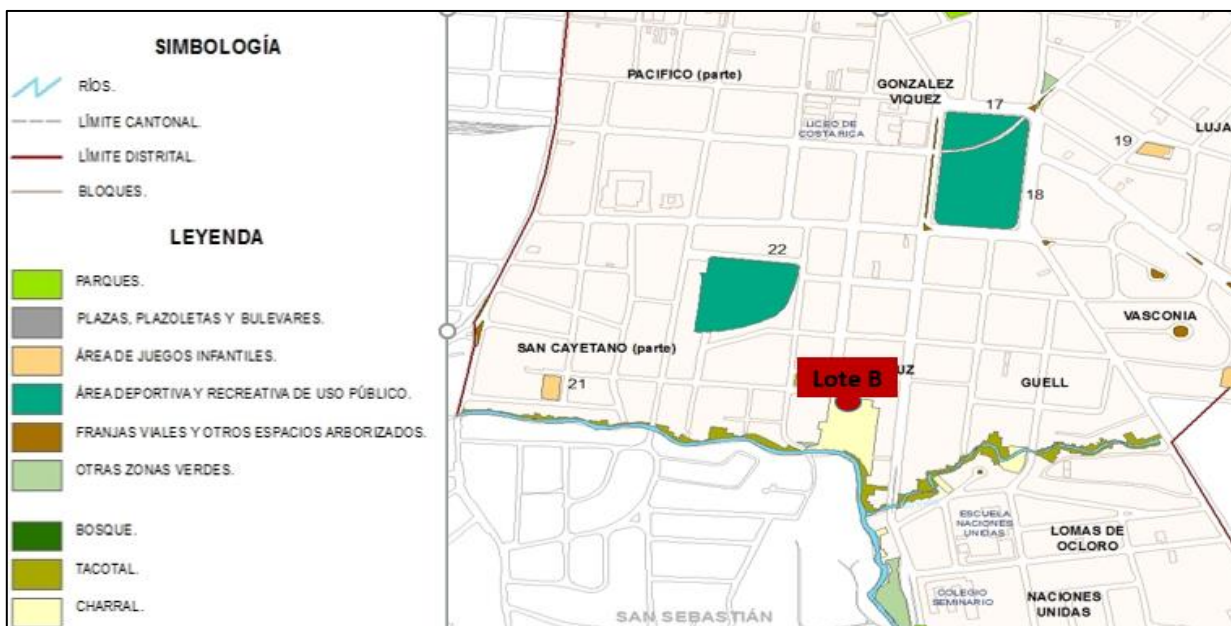 SIMBOLOGÍA
RÍOS.
LÍMITE CANTONAL.
LÍMITE DISTRITAL.
BLOQUES.
LEYENDA
PARQUES.
PLAZAS, PLAZOLETAS Y BULEVARES.
ÁREA DE JUEGOS INFANTILES.
ÁREA DEPORTIVA Y RECREATIVA DE USO PÚBLICO.
FRANJAS VIALES Y OTROS ESPACIOS ARBORIZADOS.
OTRAS ZONAS VERDES.
BOSQUE.
TACOTAL.
CHARRAL.
PACIFICO (parte)
GONZALEZ
VIQUEZ
17
LICEO DE
COSTA RICA
19
LUJA
18
22
VASCONIA
SAN CAYETANO (parte)
UZ
Lote B
GUELL
21
ESCUELA
NACIONES
UNIDAS
LOMAS DE
OCLORO
COLEGIO
SEMINARIO
NACIONES
UNIDAS
SAN SEBASTIÁN